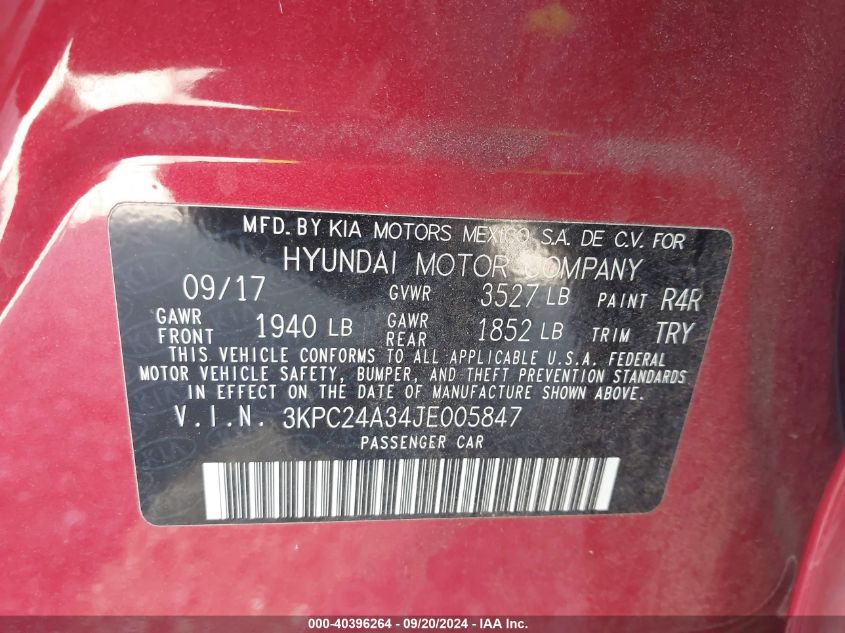 MFD. BY KIA MOTORS MEXICO S.A. DE C.V. FOR
HYUNDAI MOTOR COMPANY
09/17 GVWR 3527 LB PAINT R4R
GAWR FRONT 1940 LB GAWR REAR 1852 LB TRIM TRY
THIS VEHICLE CONFORMS TO ALL APPLICABLE U.S.A. FEDERAL
MOTOR VEHICLE SAFETY, BUMPER, AND THEFT PREVENTION STANDARDS
IN EFFECT ON THE DATE OF MANUFACTURE SHOWN ABOVE.
V.I.N. 3KPC24A34JE005847
PASSENGER CAR
000-40396264 - 09/20/2024 - IAA Inc.